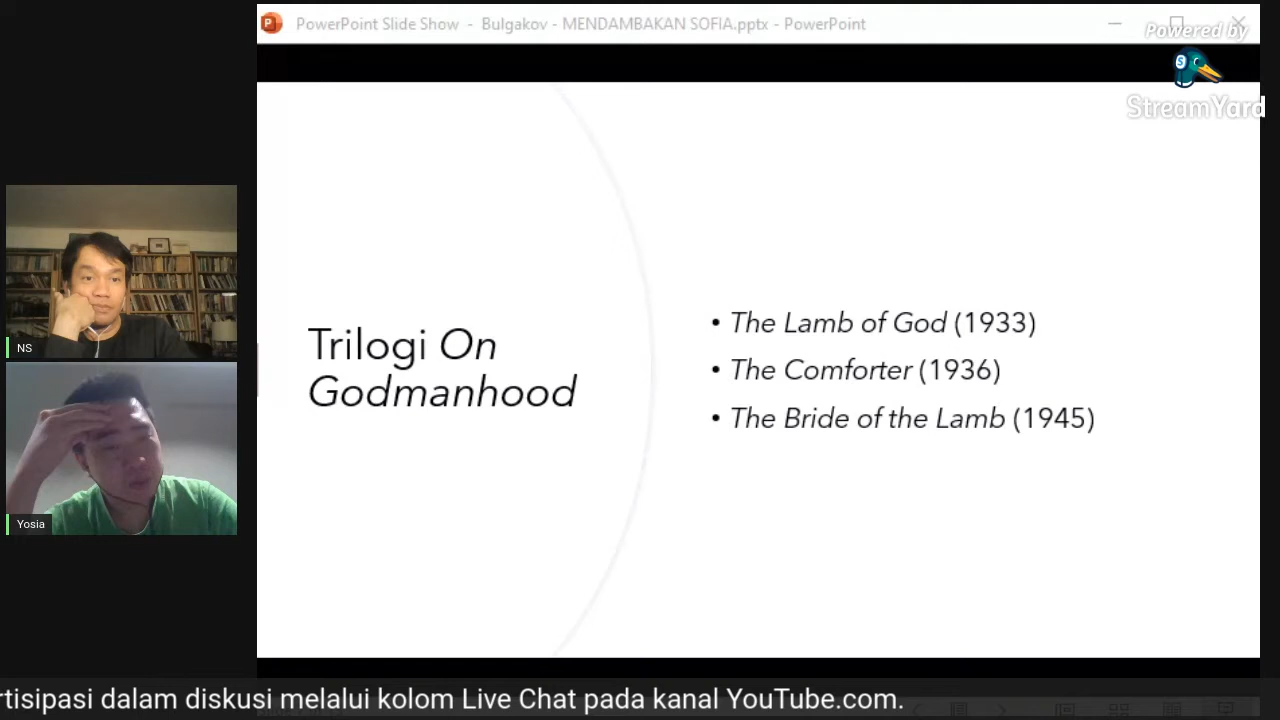 PowerPoint Slide Show - Bulgakov - MENDAMBAKAN SOFIA.pptx - PowerPoint
Powered by
StreamYard
NS
Yosia
Trilogi On
Godmanhood
• The Lamb of God (1933)
• The Comforter (1936)
• The Bride of the Lamb (1945)
rtisipasi dalam diskusi melalui kolom Live Chat pada kanal YouTube.com.